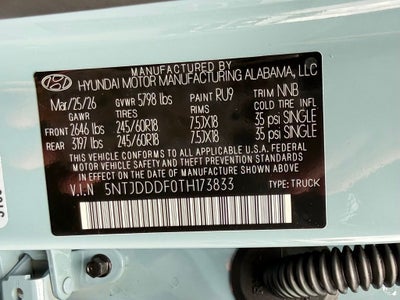 MANUFACTURED BY
HYUNDAI MOTOR MANUFACTURING ALABAMA, LLC
Mar/25/26 GVWR 5798 lbs PAINT RU9 TRIM NNB
GAWR TIRES RIMS COLD TIRE INFL
FRONT 2646 lbs 245/60R18 7.5JX18 35 psi SINGLE
REAR 3197 lbs 245/60R18 7.5JX18 35 psi SINGLE
THIS VEHICLE CONFORMS TO ALL APPLICABLE U.S.A. FEDERAL
MOTOR VEHICLE SAFETY AND THEFT PREVENTION STANDARDS
IN EFFECT ON THE DATE OF MANUFACTURE SHOWN ABOVE
V.I.N 5NTJDDDF0TH173833 TYPE: TRUCK